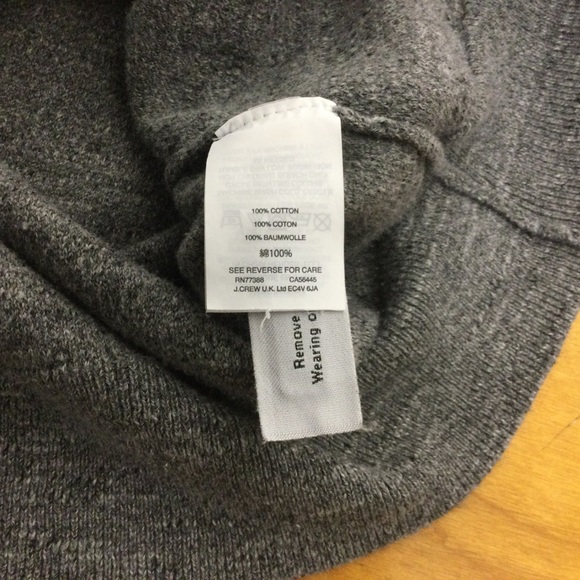 100% COTTON
100% COTON
100% BAUMWOLLE
綿100%
SEE REVERSE FOR CARE
RN77388 CA56445
J.CREW U.K. Ltd EC4V 6JA
Remove
Wearing o